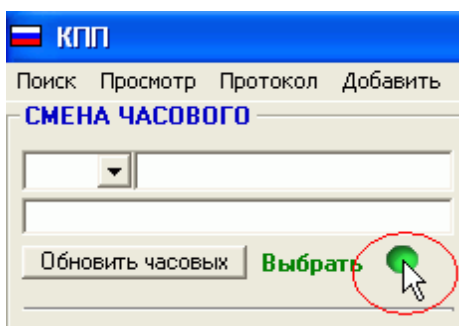 КПП
Поиск Просмотр Протокол Добавить
СМЕНА ЧАСОВОГО
Обновить часовых Выбрать